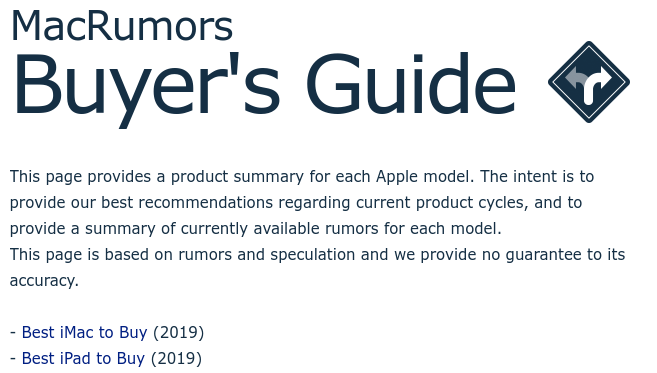 MacRumors
Buyer's Guide
This page provides a product summary for each Apple model. The intent is to
provide our best recommendations regarding current product cycles, and to
provide a summary of currently available rumors for each model.
This page is based on rumors and speculation and we provide no guarantee to its
accuracy.
- Best iMac to Buy (2019)
- Best iPad to Buy (2019)